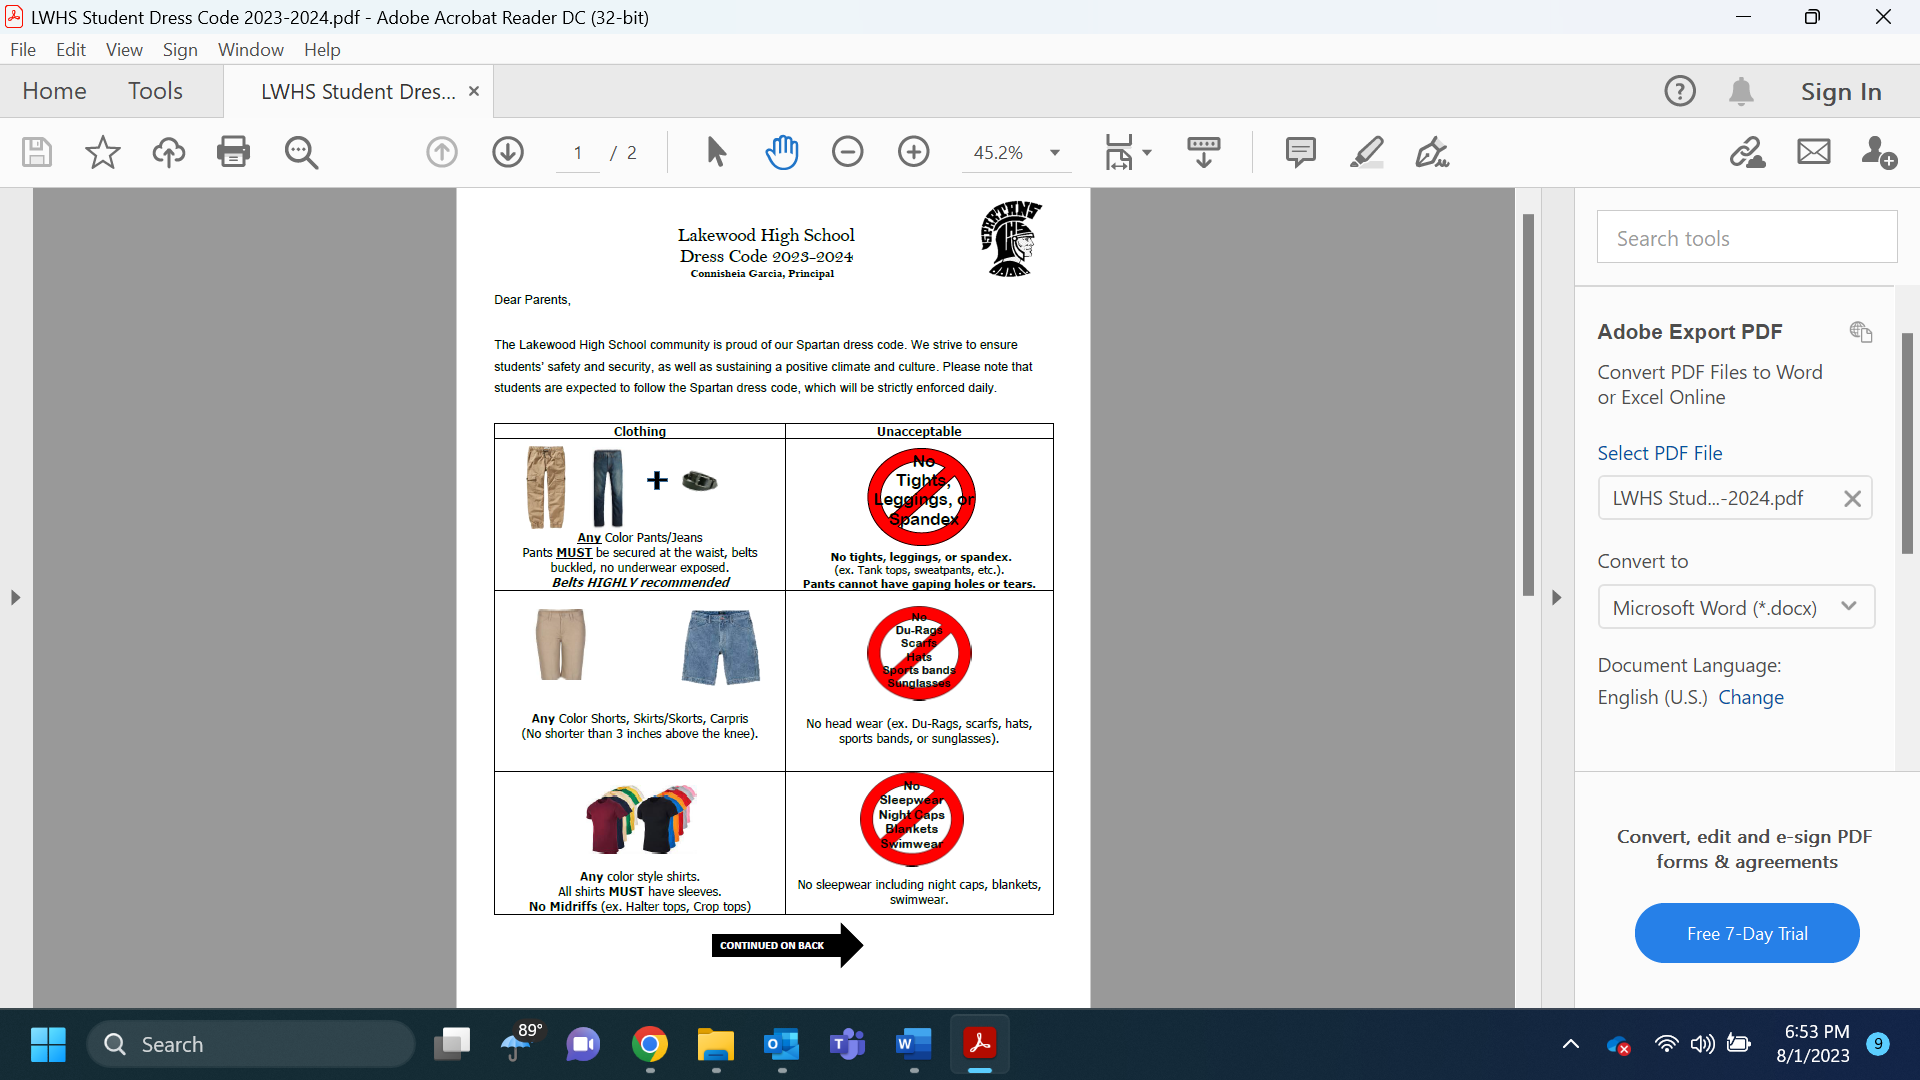 LWHS Student Dress Code 2023-2024.pdf - Adobe Acrobat Reader DC (32-bit)
File Edit View Sign Window Help
Home Tools LWHS Student Dres... × Sign In
1 / 2 45.2%
SPARTANS
Lakewood High School
Dress Code 2023-2024
Connisheia Garcia, Principal
Dear Parents,
The Lakewood High School community is proud of our Spartan dress code. We strive to ensure
students' safety and security, as well as sustaining a positive climate and culture. Please note that
students are expected to follow the Spartan dress code, which will be strictly enforced daily.
Clothing Unacceptable
No
Tights,
Leggings, or
Spandex
Any Color Pants/Jeans
Pants MUST be secured at the waist, belts
buckled, no underwear exposed.
Belts HIGHLY recommended
No tights, leggings, or spandex.
(ex. Tank tops, sweatpants, etc.).
Pants cannot have gaping holes or tears.
No
Du-Rags
Scarfs
Hats
Sports bands
Sunglasses
Any Color Shorts, Skirts/Skorts, Carpris
(No shorter than 3 inches above the knee).
No head wear (ex. Du-Rags, scarfs, hats,
sports bands, or sunglasses).
No
Sleepwear
Night Caps
Blankets
Swimwear
Any color style shirts.
All shirts MUST have sleeves.
No Midriffs (ex. Halter tops, Crop tops)
No sleepwear including night caps, blankets,
swimwear.
CONTINUED ON BACK
Search tools
Adobe Export PDF
Convert PDF Files to Word
or Excel Online
Select PDF File
LWHS Stud...-2024.pdf
Convert to
Microsoft Word (*.docx)
Document Language:
English (U.S.) Change
Convert, edit and e-sign PDF
forms & agreements
Free 7-Day Trial
Search
89°
6:53 PM
8/1/2023
9